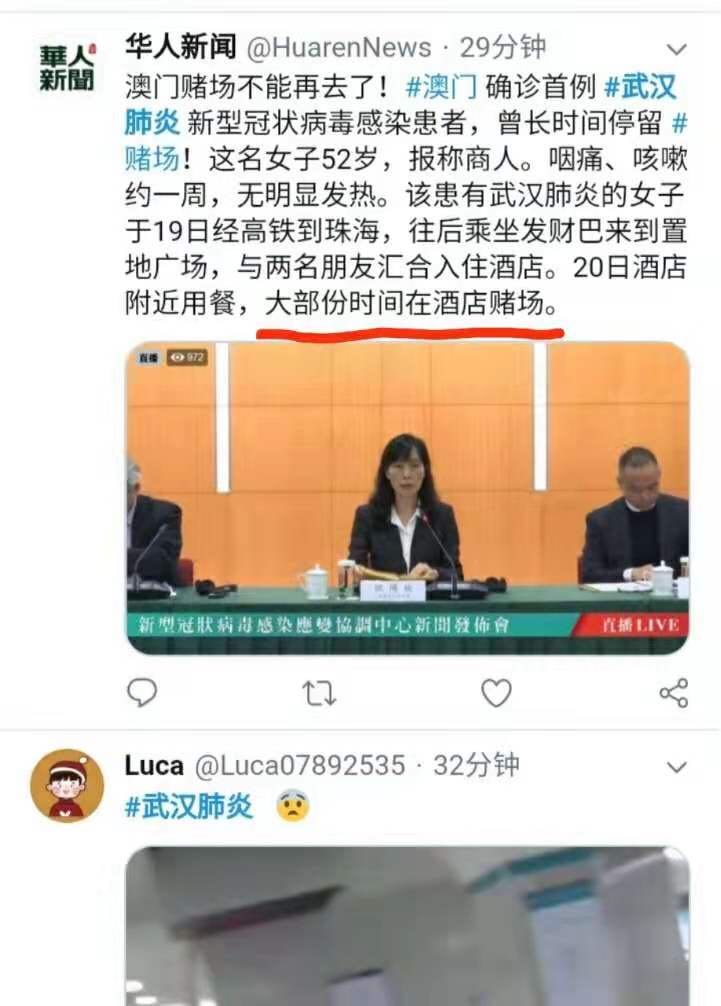 華人
新聞
华人新闻 @HuarenNews · 29分钟
澳门赌场不能再去了！#澳门 确诊首例 #武汉
肺炎 新型冠状病毒感染患者，曾长时间停留 #
赌场！这名女子52岁，报称商人。咽痛、咳嗽
约一周，无明显发热。该患有武汉肺炎的女子
于19日经高铁到珠海，往后乘坐发财巴来到置
地广场，与两名朋友汇合入住酒店。20日酒店
附近用餐，大部份时间在酒店赌场。
直播 972
新型冠狀病毒感染應變協調中心新聞發佈會
直播LIVE
Luca @Luca07892535 · 32分钟
#武汉肺炎 😟